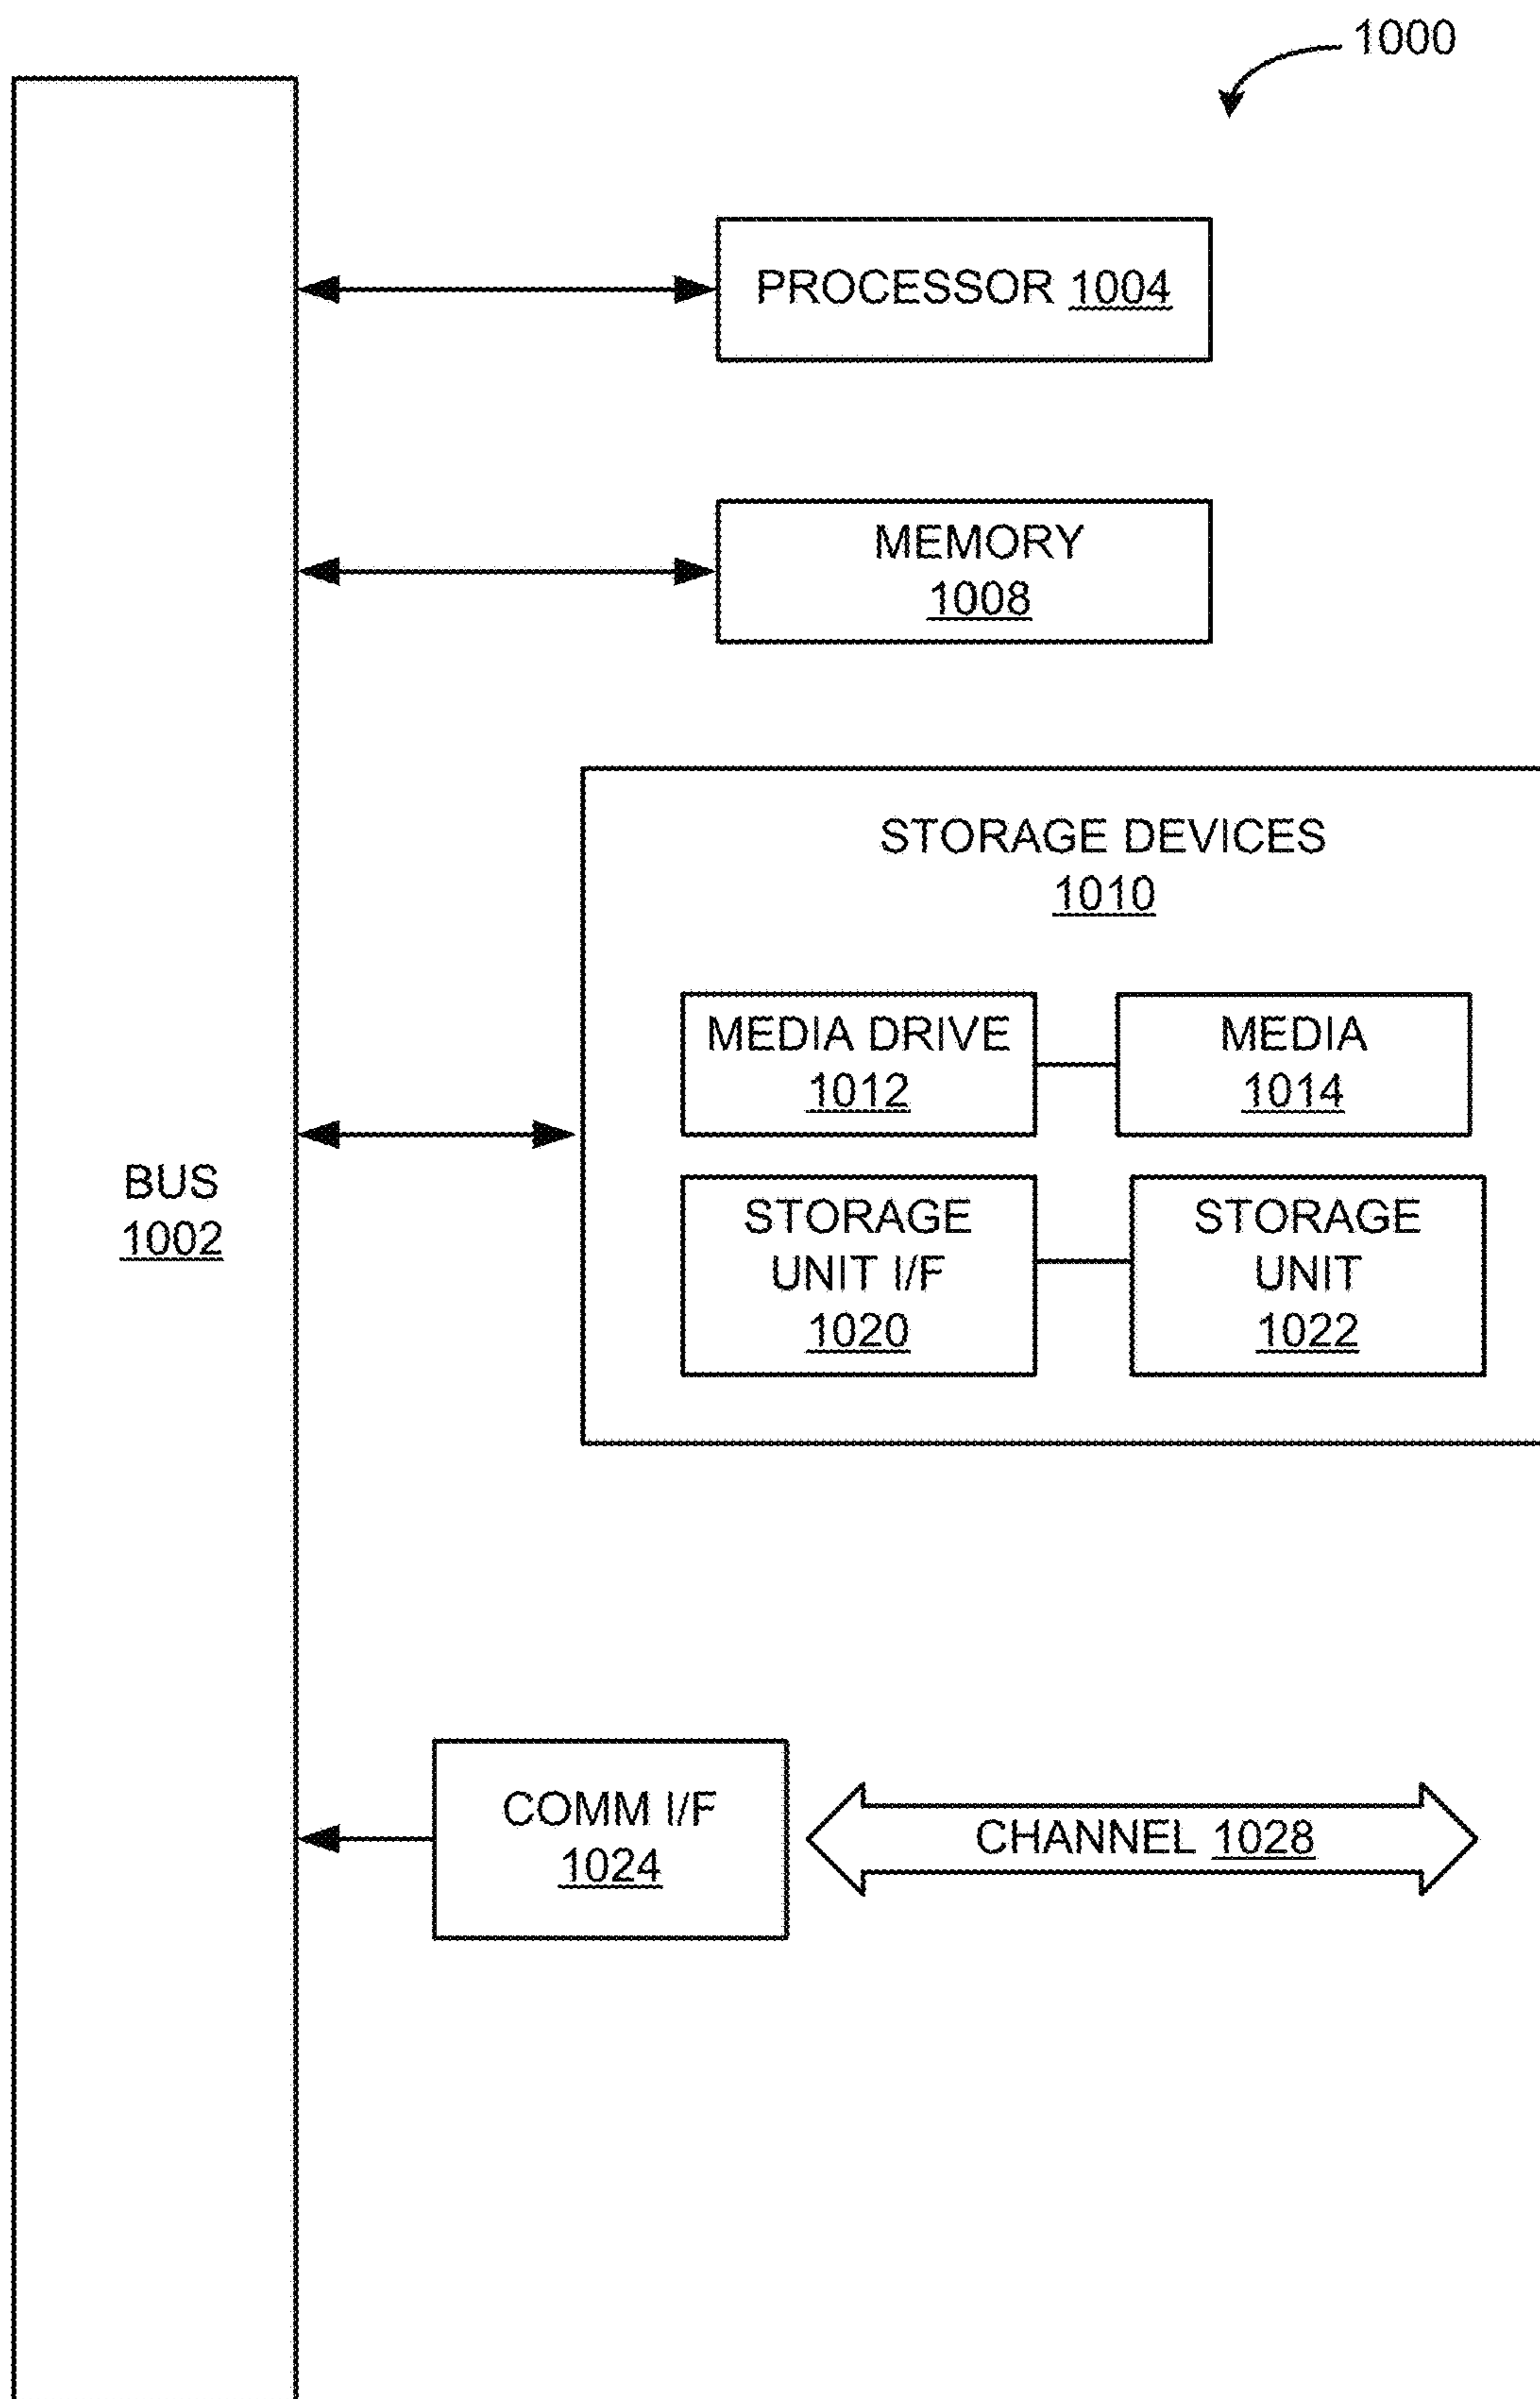 1000
PROCESSOR 1004
MEMORY
1008
STORAGE DEVICES
1010
MEDIA DRIVE
1012
MEDIA
1014
BUS
1002
STORAGE
UNIT I/F
1020
STORAGE
UNIT
1022
COMM I/F
1024
CHANNEL 1028